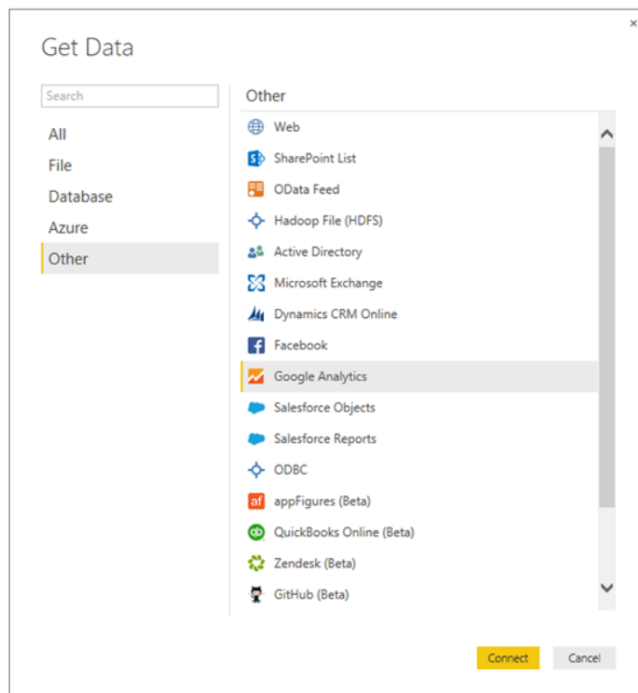 ×
Get Data
Search
All
File
Database
Azure
Other
Other
Web
SharePoint List
OData Feed
Hadoop File (HDFS)
Active Directory
Microsoft Exchange
Dynamics CRM Online
Facebook
Google Analytics
Salesforce Objects
Salesforce Reports
ODBC
af appFigures (Beta)
QuickBooks Online (Beta)
Zendesk (Beta)
GitHub (Beta)
Connect Cancel